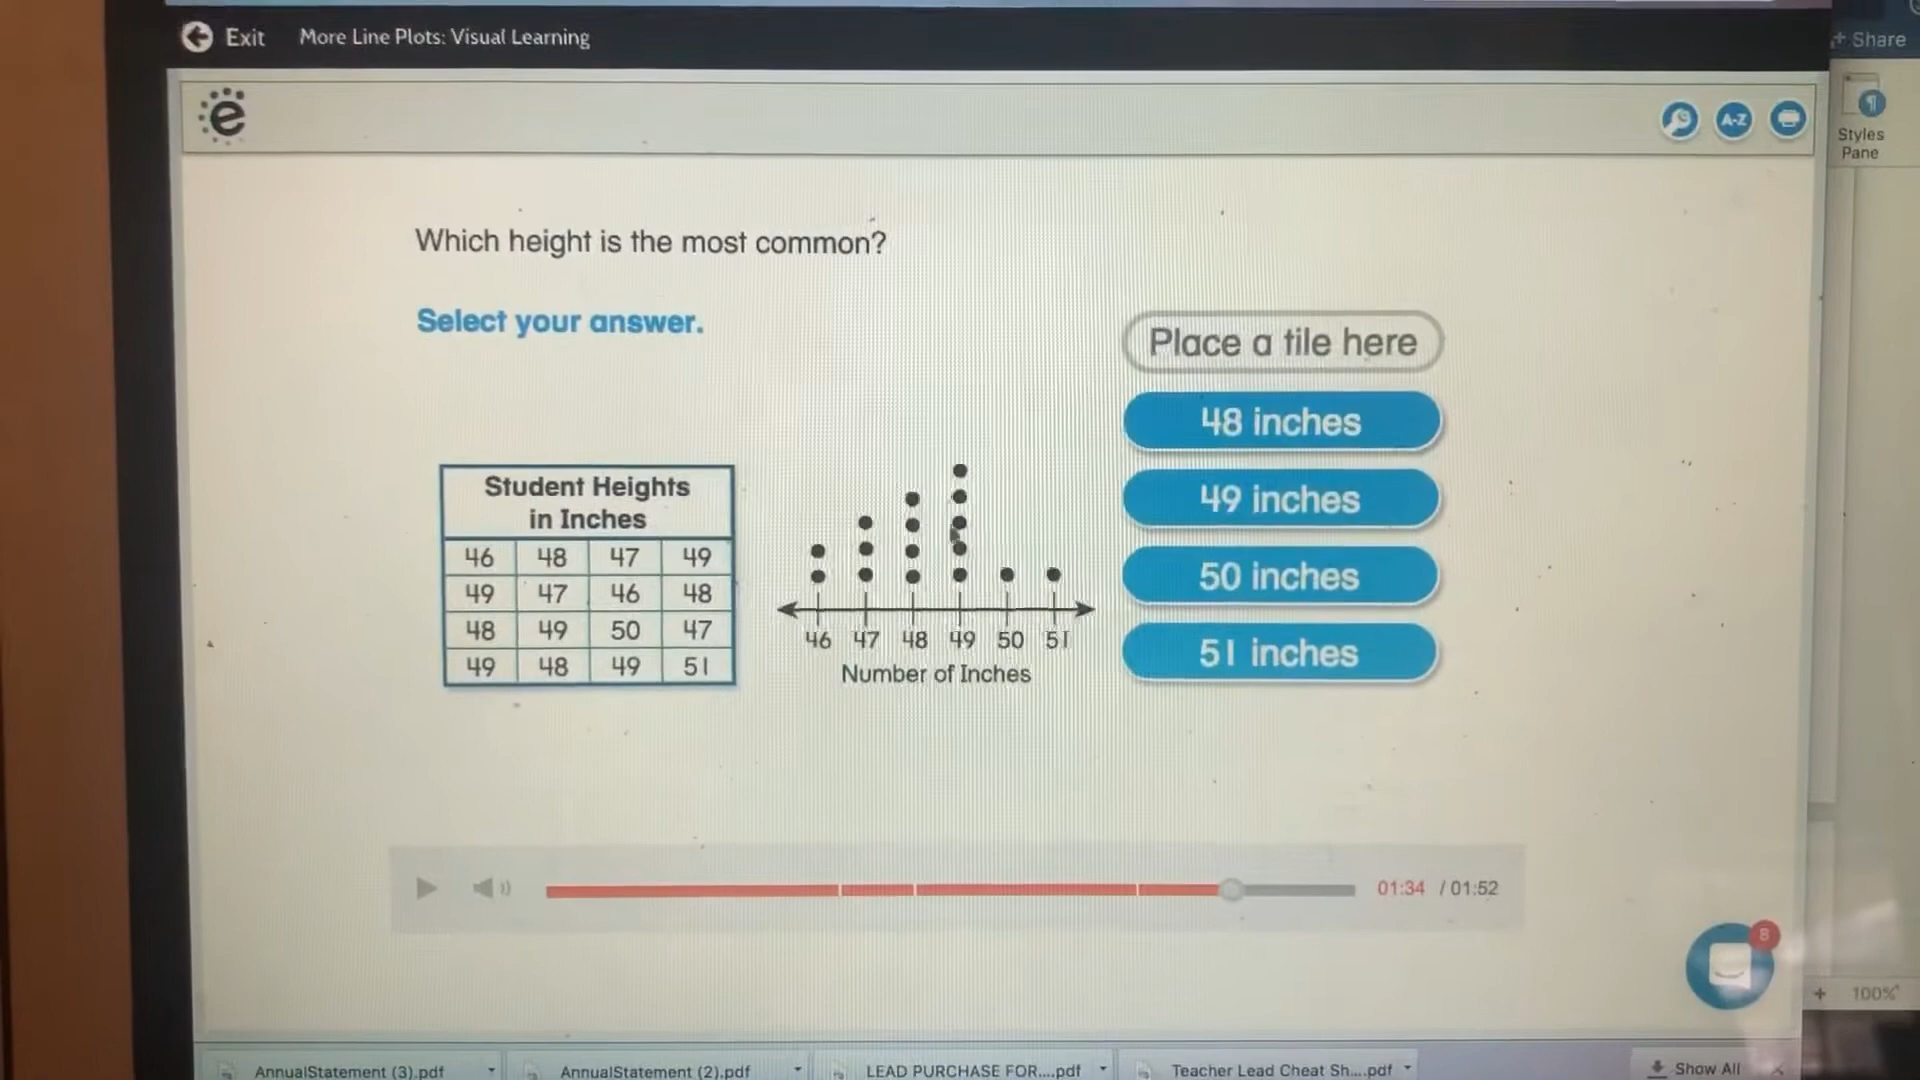 Exit More Line Plots: Visual Learning
+ Share
e
A-Z
Styles
Pane
Which height is the most common?
Select your answer.
Place a tile here
48 inches
49 inches
50 inches
51 inches
Student Heights
in Inches
46 48 47 49
49 47 46 48
48 49 50 47
49 48 49 51
46 47 48 49 50 51
Number of Inches
01:34 / 01:52
8
+ 100%
AnnualStatement (3).pdf AnnualStatement (2).pdf LEAD PURCHASE FOR....pdf Teacher Lead Cheat Sh....pdf Show All